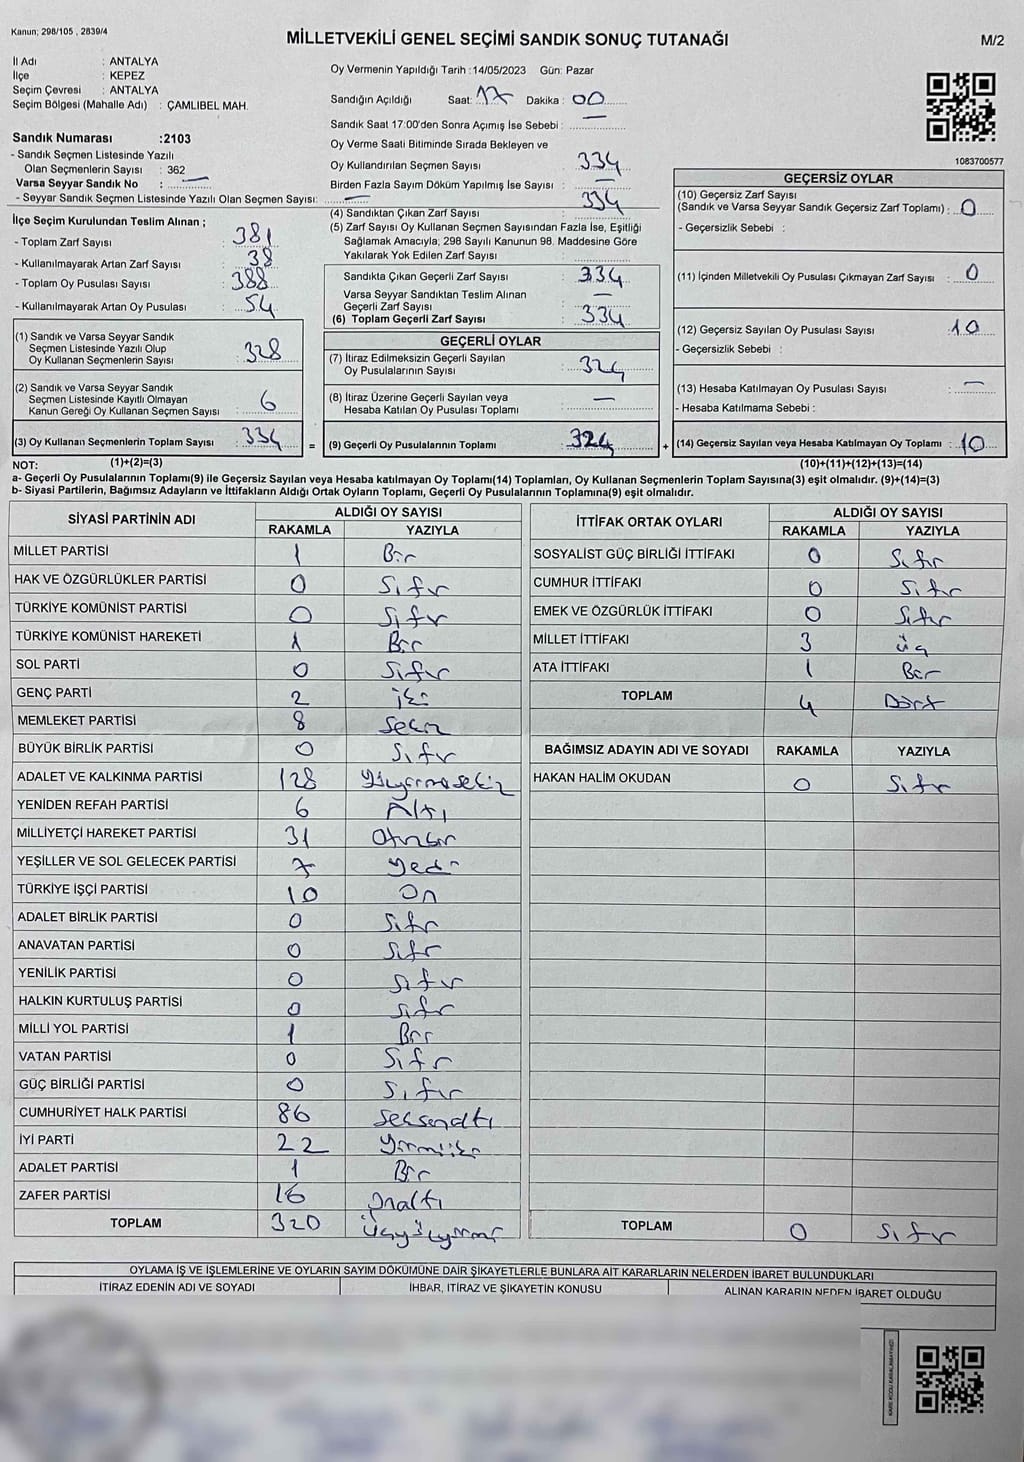 Kanun; 298/105 , 2839/4
MİLLETVEKİLİ GENEL SEÇİMİ SANDIK SONUÇ TUTANAĞI
M/2
İl Adı : ANTALYA
İlçe : KEPEZ
Seçim Çevresi : ANTALYA
Seçim Bölgesi (Mahalle Adı) : ÇAMLIBEL MAH.
Sandık Numarası :2103
- Sandık Seçmen Listesinde Yazılı
Olan Seçmenlerin Sayısı : 362
Varsa Seyyar Sandık No : —
- Seyyar Sandık Seçmen Listesinde Yazılı Olan Seçmen Sayısı: —
İlçe Seçim Kurulundan Teslim Alınan ;
- Toplam Zarf Sayısı : 381
- Kullanılmayarak Artan Zarf Sayısı : 38
- Toplam Oy Pusulası Sayısı : 388
- Kullanılmayarak Artan Oy Pusulası : 54
(1) Sandık ve Varsa Seyyar Sandık
Seçmen Listesinde Yazılı Olup
Oy Kullanan Seçmenlerin Sayısı : 328
(2) Sandık ve Varsa Seyyar Sandık
Seçmen Listesinde Kayıtlı Olmayan
Kanun Gereği Oy Kullanan Seçmen Sayısı : 6
(3) Oy Kullanan Seçmenlerin Toplam Sayısı : 334 =
Oy Vermenin Yapıldığı Tarih :14/05/2023 Gün: Pazar
Sandığın Açıldığı Saat: 17 Dakika : 00
Sandık Saat 17:00'den Sonra Açımış İse Sebebi : —
Oy Verme Saati Bitiminde Sırada Bekleyen ve
Oy Kullandırılan Seçmen Sayısı : 334
Birden Fazla Sayım Döküm Yapılmış İse Sayısı : —
(4) Sandıktan Çıkan Zarf Sayısı : 334
(5) Zarf Sayısı Oy Kullanan Seçmen Sayısından Fazla İse, Eşitliği
Sağlamak Amacıyla; 298 Sayılı Kanunun 98. Maddesine Göre
Yakılarak Yok Edilen Zarf Sayısı :
Sandıkta Çıkan Geçerli Zarf Sayısı : 334
Varsa Seyyar Sandıktan Teslim Alınan
Geçerli Zarf Sayısı : —
(6) Toplam Geçerli Zarf Sayısı : 334
GEÇERLİ OYLAR
(7) İtiraz Edilmeksizin Geçerli Sayılan
Oy Pusulalarının Sayısı : 324
(8) İtiraz Üzerine Geçerli Sayılan veya
Hesaba Katılan Oy Pusulası Toplamı : —
(9) Geçerli Oy Pusulalarının Toplamı : 324 +
1083700577
GEÇERSİZ OYLAR
(10) Geçersiz Zarf Sayısı
(Sandık ve Varsa Seyyar Sandık Geçersiz Zarf Toplamı) : 0
- Geçersizlik Sebebi :
(11) İçinden Milletvekili Oy Pusulası Çıkmayan Zarf Sayısı : 0
(12) Geçersiz Sayılan Oy Pusulası Sayısı : 10
- Geçersizlik Sebebi :
(13) Hesaba Katılmayan Oy Pusulası Sayısı : —
- Hesaba Katılmama Sebebi :
(14) Geçersiz Sayılan veya Hesaba Katılmayan Oy Toplamı : 10
NOT: (1)+(2)=(3) (10)+(11)+(12)+(13)=(14)
a- Geçerli Oy Pusulasının Toplamı(9) ile Geçersiz Sayılan veya Hesaba katılmayan Oy Toplamı(14) Toplamları, Oy Kullanan Seçmenlerin Toplam Sayısına(3) eşit olmalıdır. (9)+(14)=(3)
b- Siyasi Partilerin, Bağımsız Adayların ve İttifakların Aldığı Ortak Oyların Toplamı, Geçerli Oy Pusulalarının Toplamına(9) eşit olmalıdır.
SİYASİ PARTİNİN ADI ALDIĞI OY SAYISI
RAKAMLA YAZIYLA
MİLLET PARTİSİ 1 Bir
HAK VE ÖZGÜRLÜKLER PARTİSİ 0 Sıfır
TÜRKİYE KOMÜNİST PARTİSİ 0 Sıfır
TÜRKİYE KOMÜNİST HAREKETİ 1 Bir
SOL PARTİ 0 Sıfır
GENÇ PARTİ 2 iki
MEMLEKET PARTİSİ 8 Sekiz
BÜYÜK BİRLİK PARTİSİ 0 Sıfır
ADALET VE KALKINMA PARTİSİ 128 Yüzyirmisekiz
YENİDEN REFAH PARTİSİ 6 Altı
MİLLİYETÇİ HAREKET PARTİSİ 31 Otuzbir
YEŞİLLER VE SOL GELECEK PARTİSİ 7 Yedi
TÜRKİYE İŞÇİ PARTİSİ 10 On
ADALET BİRLİK PARTİSİ 0 Sıfır
ANAVATAN PARTİSİ 0 Sıfır
YENİLİK PARTİSİ 0 Sıfır
HALKIN KURTULUŞ PARTİSİ 0 Sıfır
MİLLİ YOL PARTİSİ 1 Bir
VATAN PARTİSİ 0 Sıfır
GÜÇ BİRLİĞİ PARTİSİ 0 Sıfır
CUMHURİYET HALK PARTİSİ 86 Seksenaltı
İYİ PARTİ 22 Yirmiiki
ADALET PARTİSİ 1 Bir
ZAFER PARTİSİ 16 Onaltı
TOPLAM 320 Üçyüzyirmi
İTTİFAK ORTAK OYLARI ALDIĞI OY SAYISI
RAKAMLA YAZIYLA
SOSYALİST GÜÇ BİRLİĞİ İTTİFAKI 0 Sıfır
CUMHUR İTTİFAKI 0 Sıfır
EMEK VE ÖZGÜRLÜK İTTİFAKI 0 Sıfır
MİLLET İTTİFAKI 3 üç
ATA İTTİFAKI 1 Bir
TOPLAM 4 Dört
BAĞIMSIZ ADAYIN ADI VE SOYADI RAKAMLA YAZIYLA
HAKAN HALİM OKUDAN 0 Sıfır
TOPLAM 0 Sıfır
OYLAMA İŞ VE İŞLEMLERİNE VE OYLARIN SAYIM DÖKÜMÜNE DAİR ŞİKAYETLERLE BUNLARA AİT KARARLARIN NELERDEN İBARET BULUNDUKLARI
İTİRAZ EDENİN ADI VE SOYADI İHBAR, İTİRAZ VE ŞİKAYETİN KONUSU ALINAN KARARIN NEDEN İBARET OLDUĞU